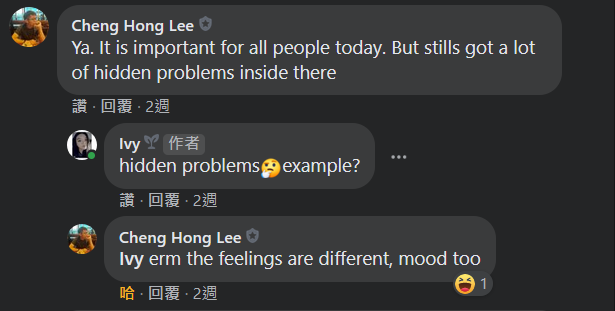 Cheng Hong Lee
Ya. It is important for all people today. But stills got a lot
of hidden problems inside there
讚 · 回覆 · 2週
Ivy 作者
hidden problems🤔example?
讚 · 回覆 · 2週
Cheng Hong Lee
Ivy erm the feelings are different, mood too
😆 1
哈 · 回覆 · 2週